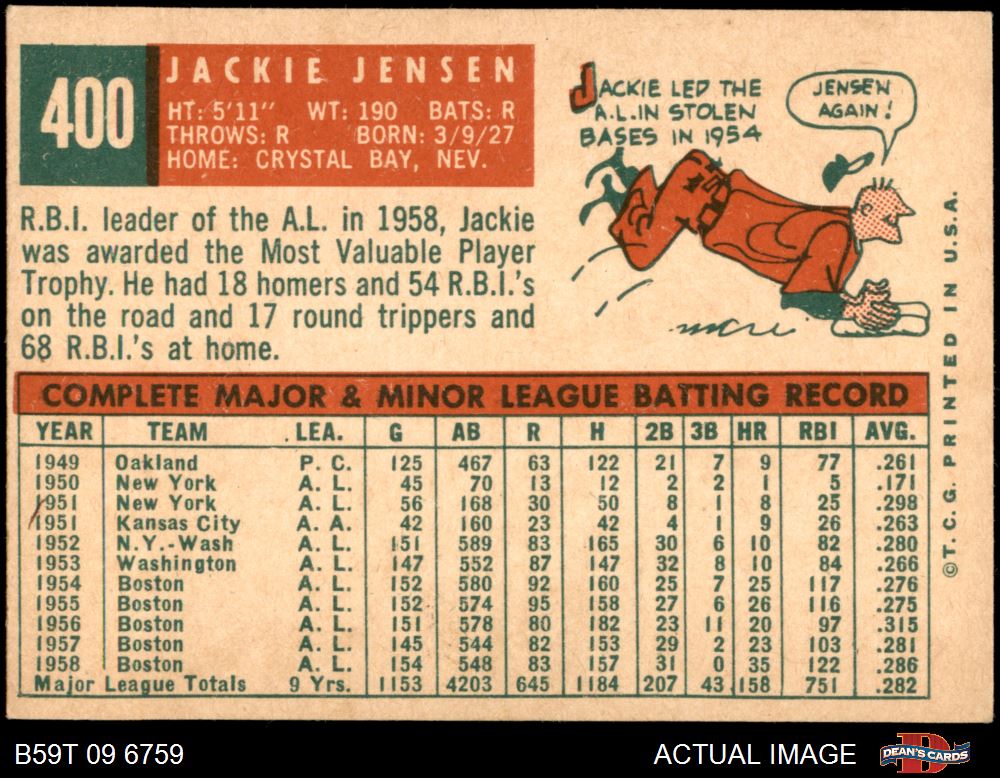 400
JACKIE JENSEN
HT: 5'11" WT: 190 BATS: R
THROWS: R BORN: 3/9/27
HOME: CRYSTAL BAY, NEV.
JACKIE LED THE
A.L. IN STOLEN
BASES IN 1954
JENSEN
AGAIN!
R.B.I. leader of the A.L. in 1958, Jackie
was awarded the Most Valuable Player
Trophy. He had 18 homers and 54 R.B.I.'s
on the road and 17 round trippers and
68 R.B.I.'s at home.
COMPLETE MAJOR & MINOR LEAGUE BATTING RECORD
YEAR TEAM LEA. G AB R H 2B 3B HR RBI AVG.
1949 Oakland P. C. 125 467 63 122 21 7 9 77 .261
1950 New York A. L. 45 70 13 12 2 2 1 5 .171
1951 New York A. L. 56 168 30 50 8 1 8 25 .298
1951 Kansas City A. A. 42 160 23 42 4 1 9 26 .263
1952 N.Y.-Wash A. L. 151 589 83 165 30 6 10 82 .280
1953 Washington A. L. 147 552 87 147 32 8 10 84 .266
1954 Boston A. L. 152 580 92 160 25 7 25 117 .276
1955 Boston A. L. 152 574 95 158 27 6 26 116 .275
1956 Boston A. L. 151 578 80 182 23 11 20 97 .315
1957 Boston A. L. 145 544 82 153 29 2 23 103 .281
1958 Boston A. L. 154 548 83 157 31 0 35 122 .286
Major League Totals 9 Yrs. 1153 4203 645 1184 207 43 158 751 .282
©T. C. G. PRINTED IN U.S.A.
B59T 09 6759
ACTUAL IMAGE
DEAN'S CARDS